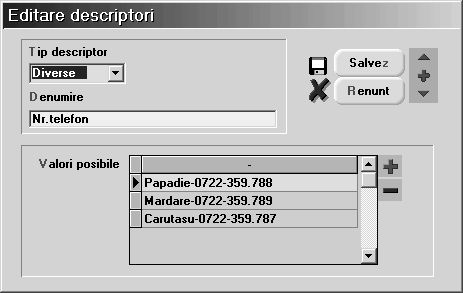 Editare descriptori
Tip descriptor
Diverse
Salvez
Denumire
Renunt
Nr.telefon
Valori posibile
-
Papadie-0722-359.788
Mardare-0722-359.789
Carutasu-0722-359.787